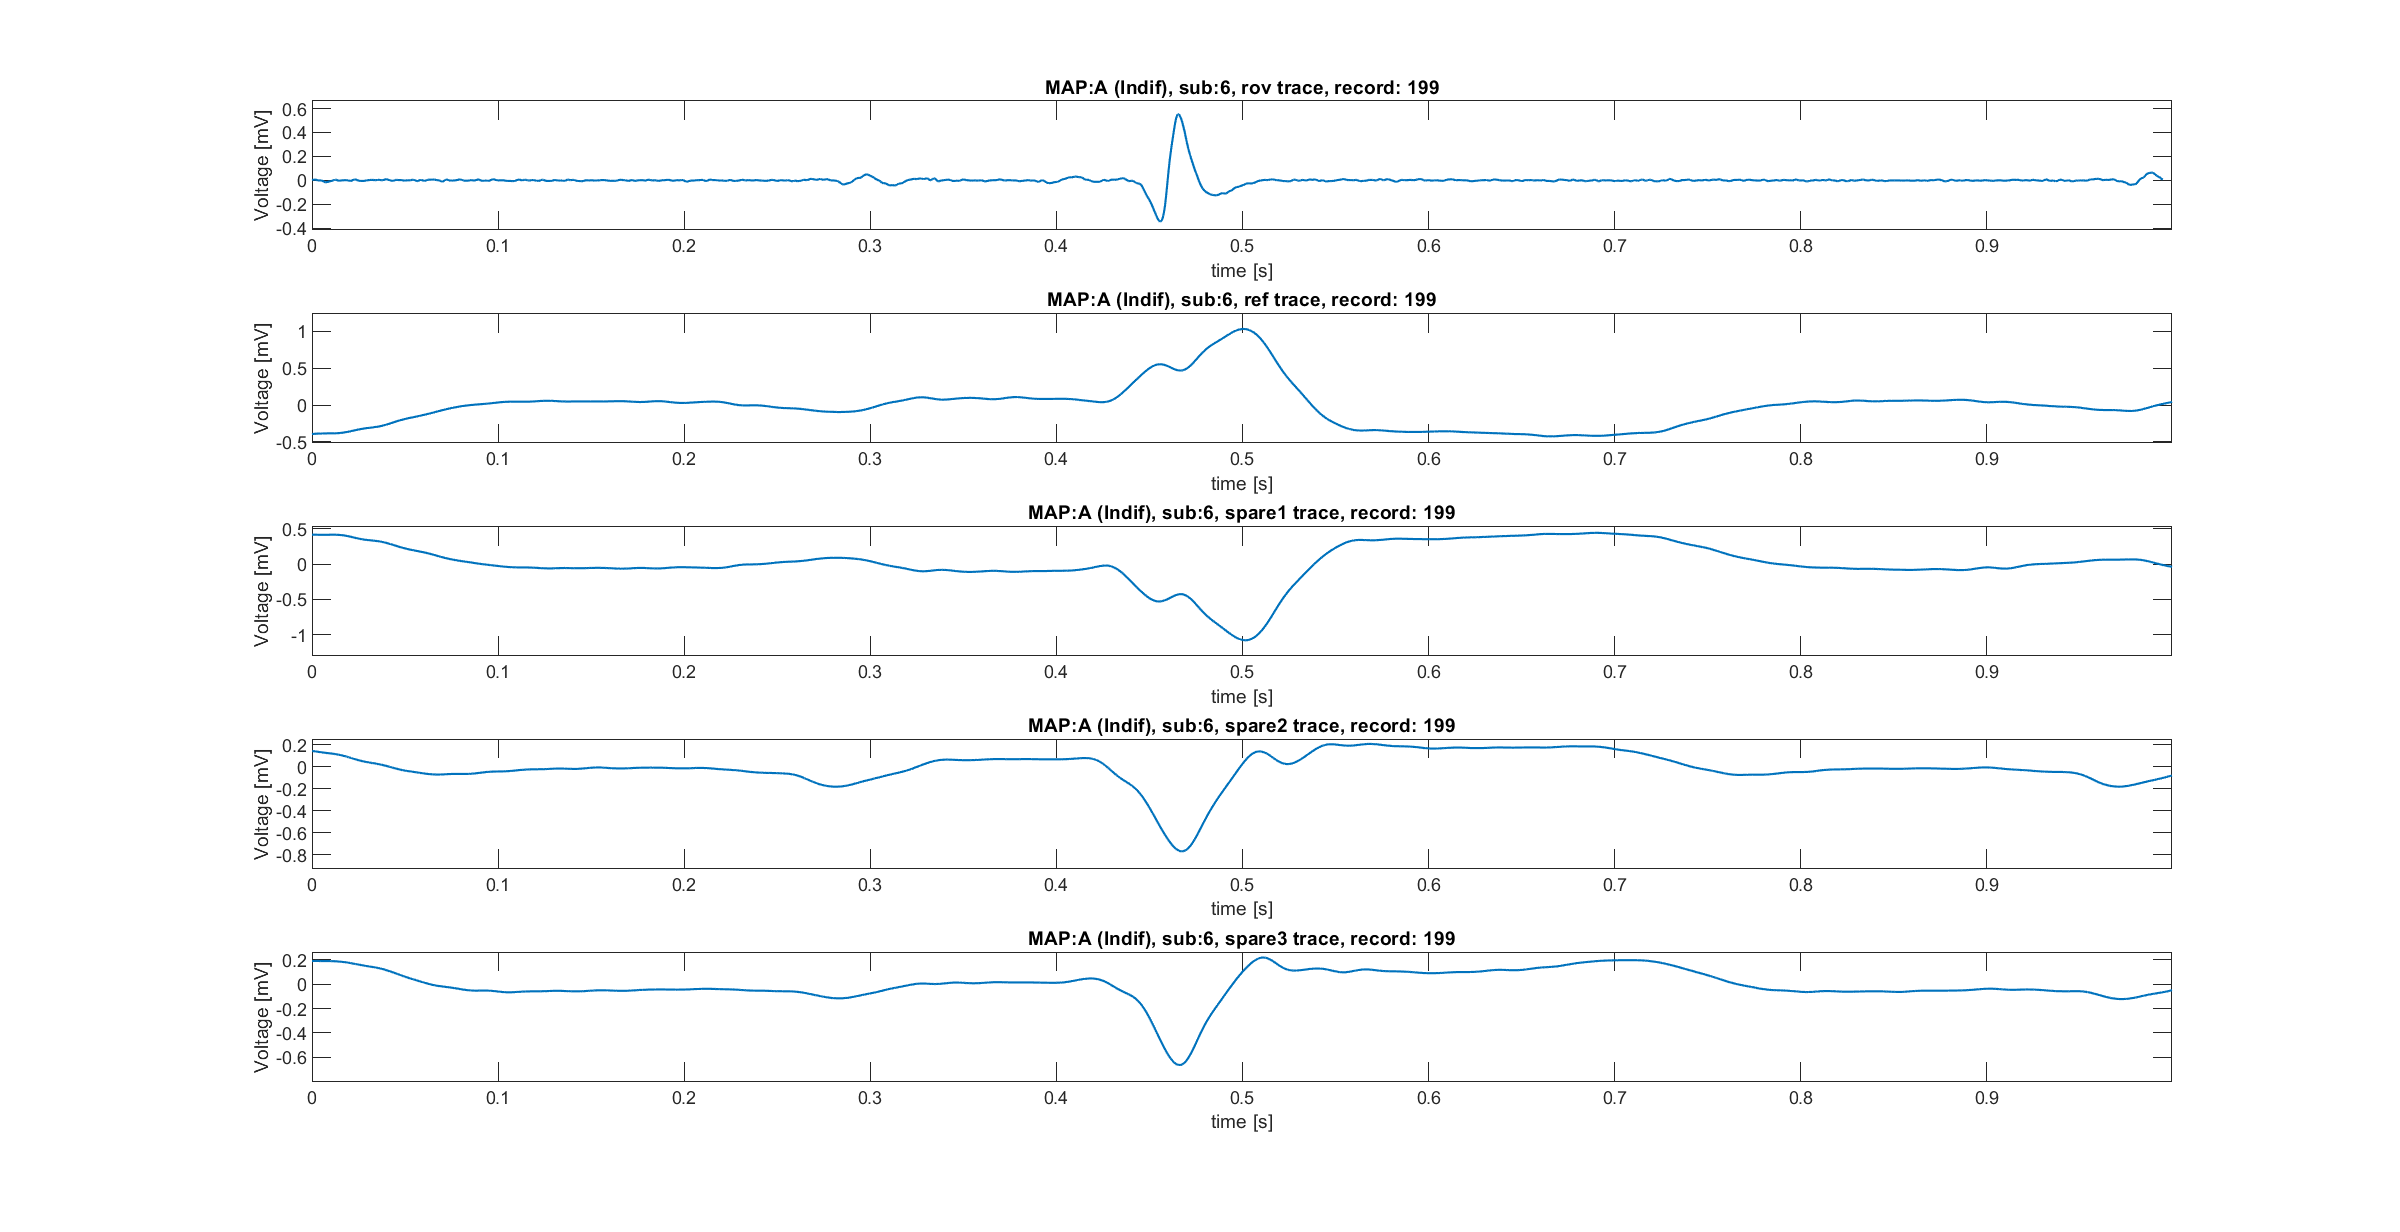 MAP:A (Indif), sub:6, rov trace, record: 199
Voltage [mV]
0.6
0.4
0.2
0
-0.2
-0.4
0 0.1 0.2 0.3 0.4 0.5 0.6 0.7 0.8 0.9
time [s]
MAP:A (Indif), sub:6, ref trace, record: 199
Voltage [mV]
1
0.5
0
-0.5
0 0.1 0.2 0.3 0.4 0.5 0.6 0.7 0.8 0.9
time [s]
MAP:A (Indif), sub:6, spare1 trace, record: 199
Voltage [mV]
0.5
0
-0.5
-1
0 0.1 0.2 0.3 0.4 0.5 0.6 0.7 0.8 0.9
time [s]
MAP:A (Indif), sub:6, spare2 trace, record: 199
Voltage [mV]
0.2
0
-0.2
-0.4
-0.6
-0.8
0 0.1 0.2 0.3 0.4 0.5 0.6 0.7 0.8 0.9
time [s]
MAP:A (Indif), sub:6, spare3 trace, record: 199
Voltage [mV]
0.2
0
-0.2
-0.4
-0.6
0 0.1 0.2 0.3 0.4 0.5 0.6 0.7 0.8 0.9
time [s]